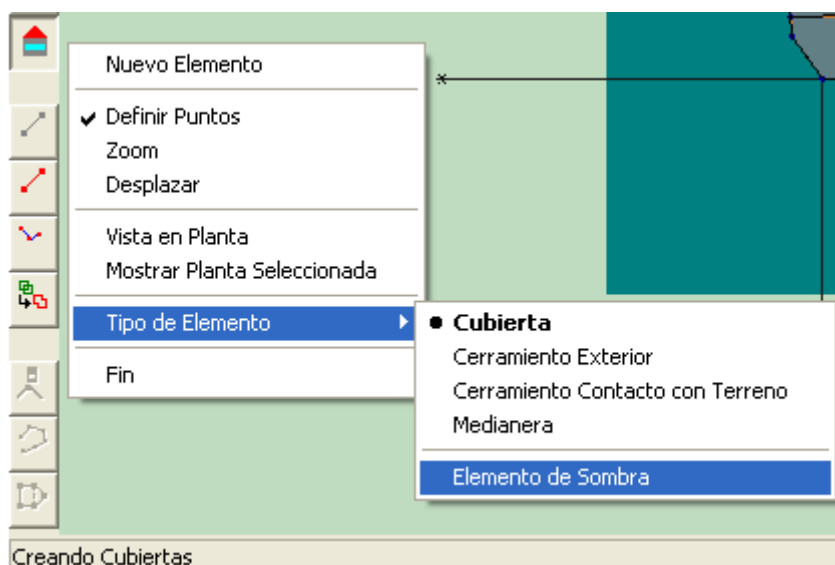 Nuevo Elemento
Definir Puntos
Zoom
Desplazar
Vista en Planta
Mostrar Planta Seleccionada
Tipo de Elemento
Fin
Cubierta
Cerramiento Exterior
Cerramiento Contacto con Terreno
Medianera
Elemento de Sombra
Creando Cubiertas